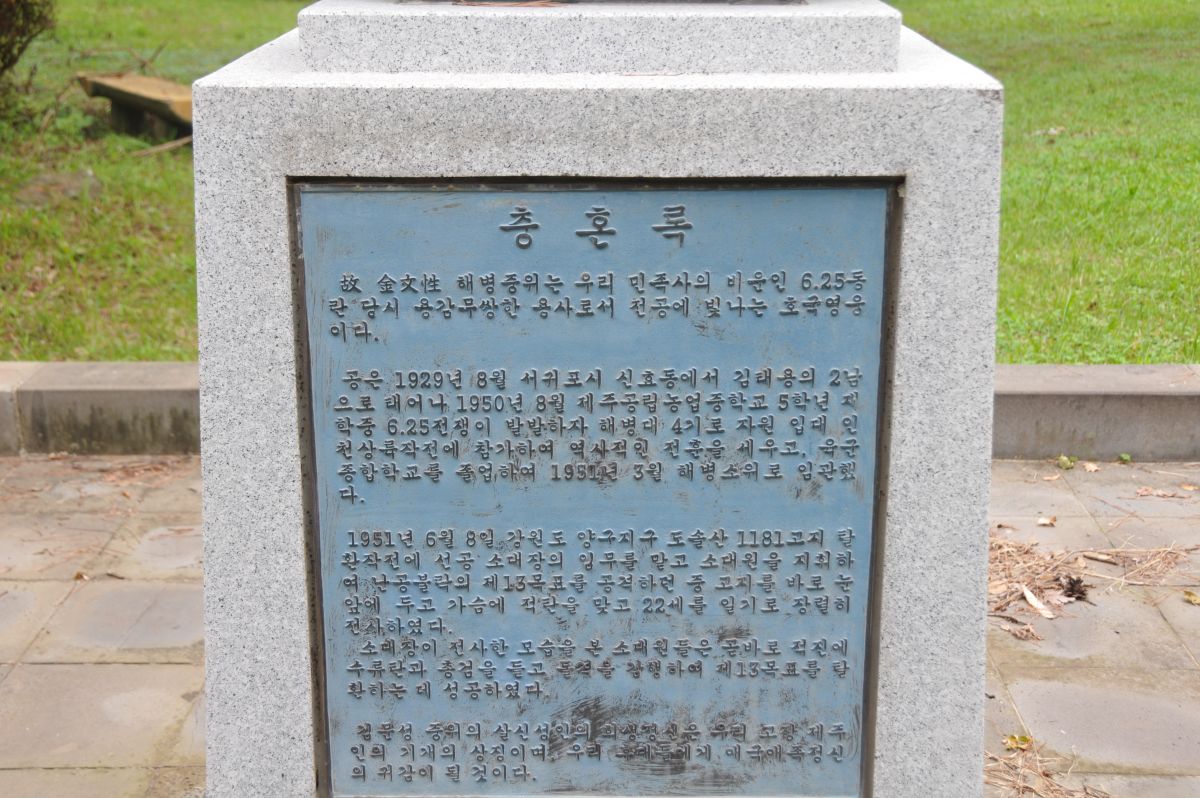 충 혼 록
故 金文性 해병중위는 우리 민족사의 비운인 6.25동
란 당시 용감무쌍한 용사로서 전공에 빛나는 호국영웅
이다.
공은 1929년 8월 서귀포시 신효동에서 김태용의 2남
으로 태어나 1950년 8월 제주공립농업중학교 5학년 재
학중 6.25전쟁이 발발하자 해병대 4기로 자원 입대 인
천상륙작전에 참가하여 역사적인 전훈을 세우고, 육군
종합학교를 졸업하여 1951년 3월 해병소위로 임관했
다.
1951년 6월 8일 강원도 양구지구 도솔산 1181고지 탈
환작전에 선공 소대장의 임무를 맡고 소대원을 지휘하
여 난공불락의 제13목표를 공격하던 중 고지를 바로 눈
앞에 두고 가슴에 적탄을 맞고 22세를 일기로 장렬히
전사하였다.
소대장이 전사한 모습을 본 소대원들은 곧바로 적진에
수류탄과 총검을 들고 돌격을 감행하여 제13목표를 탈
환하는 데 성공하였다.
김문성 중위의 살신성인의 희생정신은 우리 고장 제주
인의 기재의 상징이며, 우리 후배들에게 애국애족정신
의 귀감이 될 것이다.